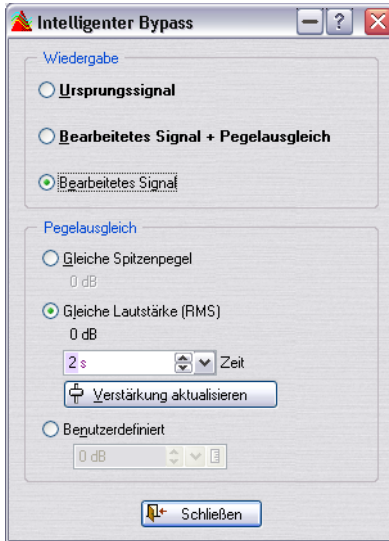 Intelligenter Bypass
Wiedergabe
Ursprungssignal
Bearbeitetes Signal + Pegelausgleich
Bearbeitetes Signal
Pegelausgleich
Gleiche Spitzenpegel
0 dB
Gleiche Lautstärke (RMS)
0 dB
2 s Zeit
Verstärkung aktualisieren
Benutzerdefiniert
0 dB
Schließen